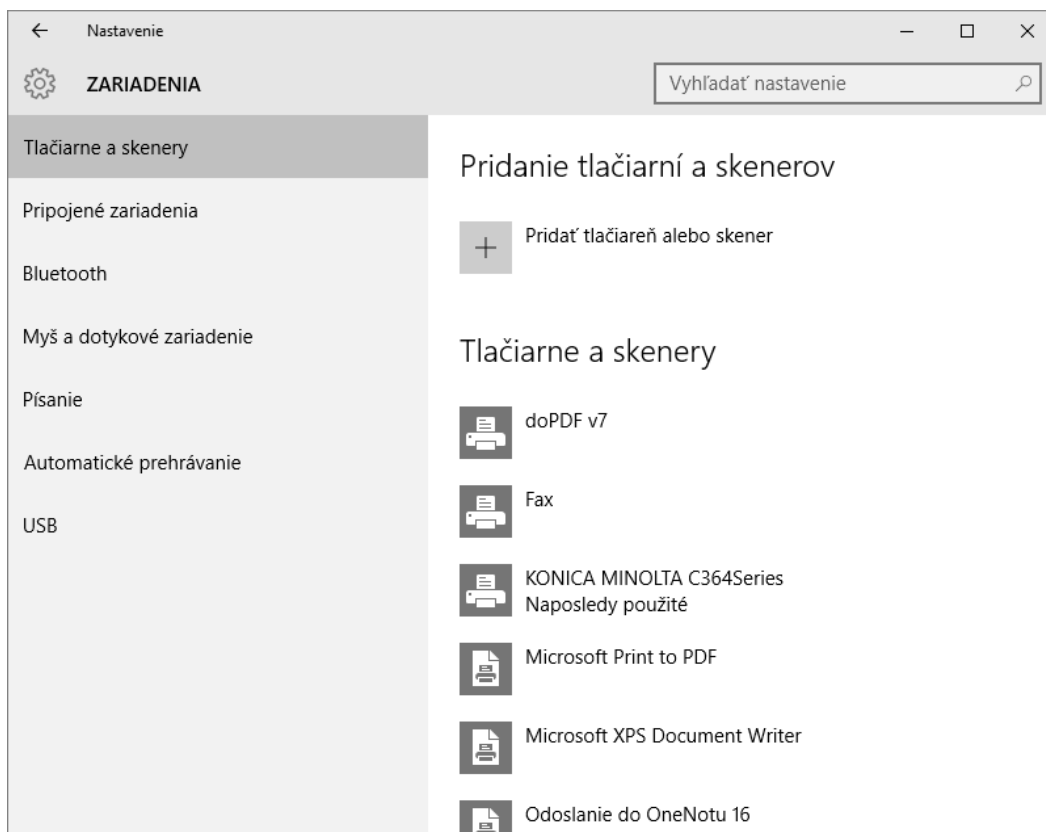 Nastavenie
ZARIADENIA
Vyhľadať nastavenie
Tlačiarne a skenery
Pripojené zariadenia
Bluetooth
Myš a dotykové zariadenie
Písanie
Automatické prehrávanie
USB
Pridanie tlačiarní a skenerov
Pridať tlačiareň alebo skener
Tlačiarne a skenery
doPDF v7
Fax
KONICA MINOLTA C364Series
Naposledy použité
Microsoft Print to PDF
Microsoft XPS Document Writer
Odoslanie do OneNotu 16